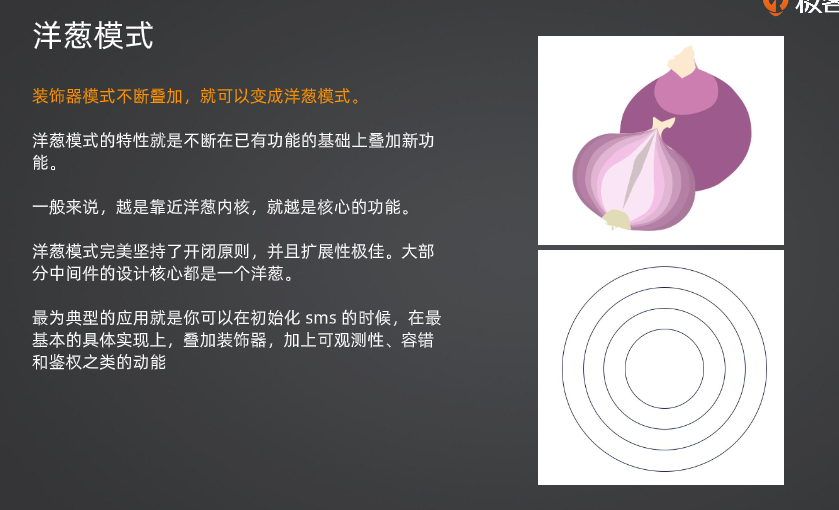 洋葱模式
装饰器模式不断叠加，就可以变成洋葱模式。
洋葱模式的特性就是不断在已有功能的基础上叠加新功
能。
一般来说，越是靠近洋葱内核，就越是核心的功能。
洋葱模式完美坚持了开闭原则，并且扩展性极佳。大部
分中间件的设计核心都是一个洋葱。
最为典型的应用就是你可以在初始化 sms 的时候，在最
基本的具体实现上，叠加装饰器，加上可观测性、容错
和鉴权之类的动能